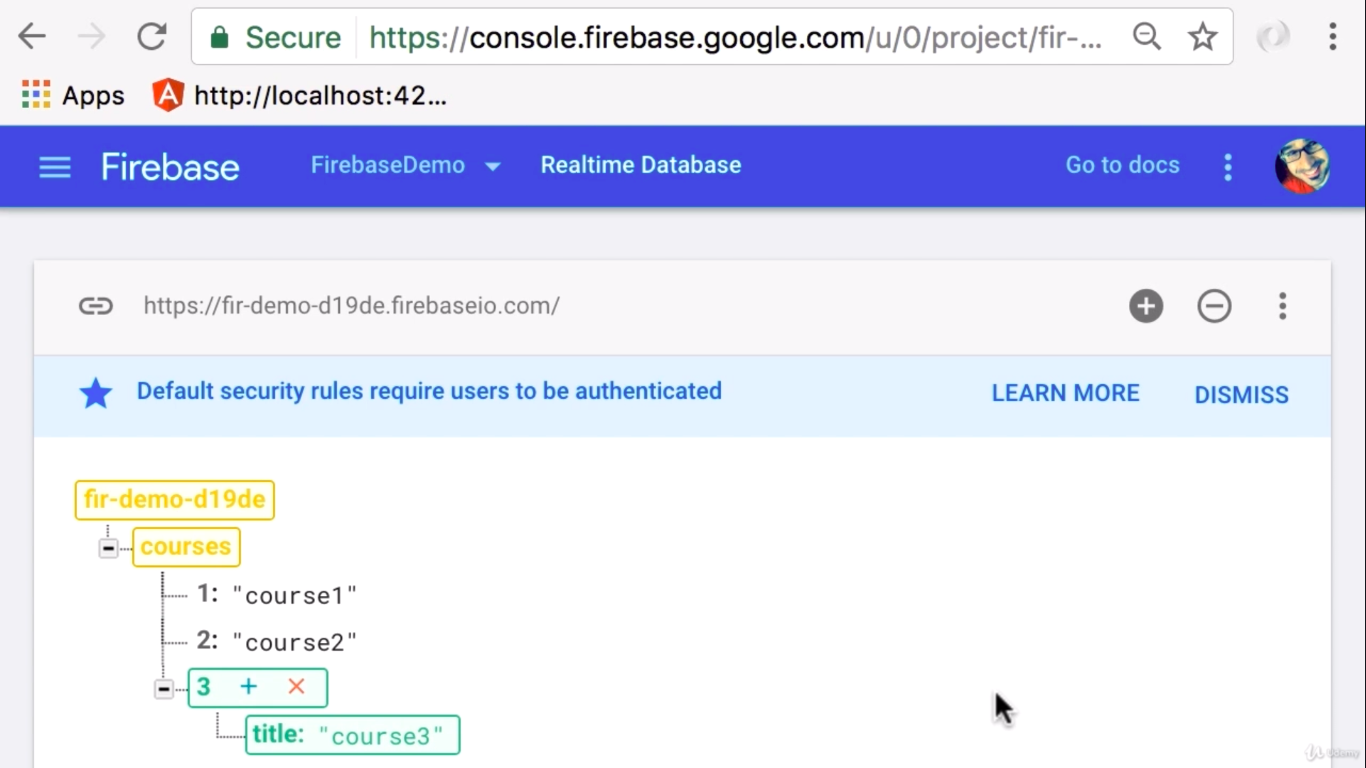 Secure https://console.firebase.google.com/u/0/project/fir-...
Apps http://localhost:42...
Firebase FirebaseDemo Realtime Database Go to docs
https://fir-demo-d19de.firebaseio.com/
Default security rules require users to be authenticated LEARN MORE DISMISS
fir-demo-d19de
courses
1: "course1"
2: "course2"
3
title: "course3"
Udemy